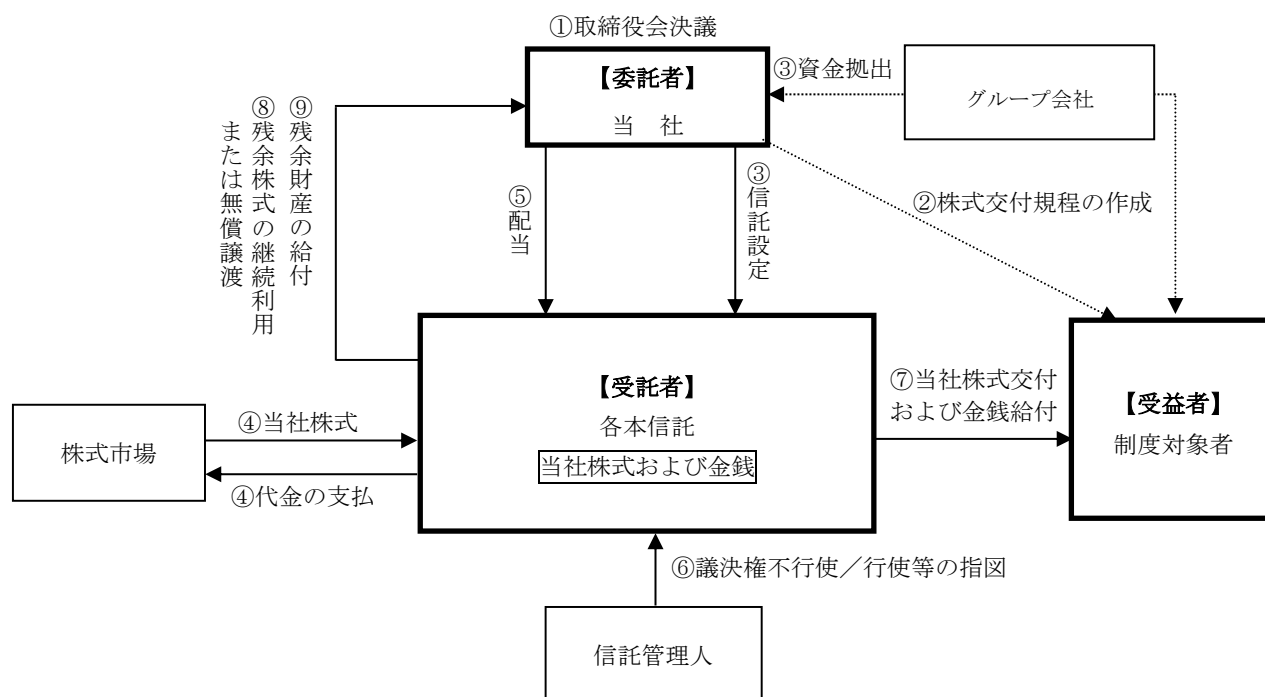 ①取締役会決議
【委託者】
当　社
③資金拠出
グループ会社
⑨残余財産の給付
⑧残余株式の継続利用
または無償譲渡
⑤配当
③信託設定
②株式交付規程の作成
【受託者】
各本信託
当社株式および金銭
⑦当社株式交付
および金銭給付
【受益者】
制度対象者
株式市場
④当社株式
④代金の支払
⑥議決権不行使／行使等の指図
信託管理人